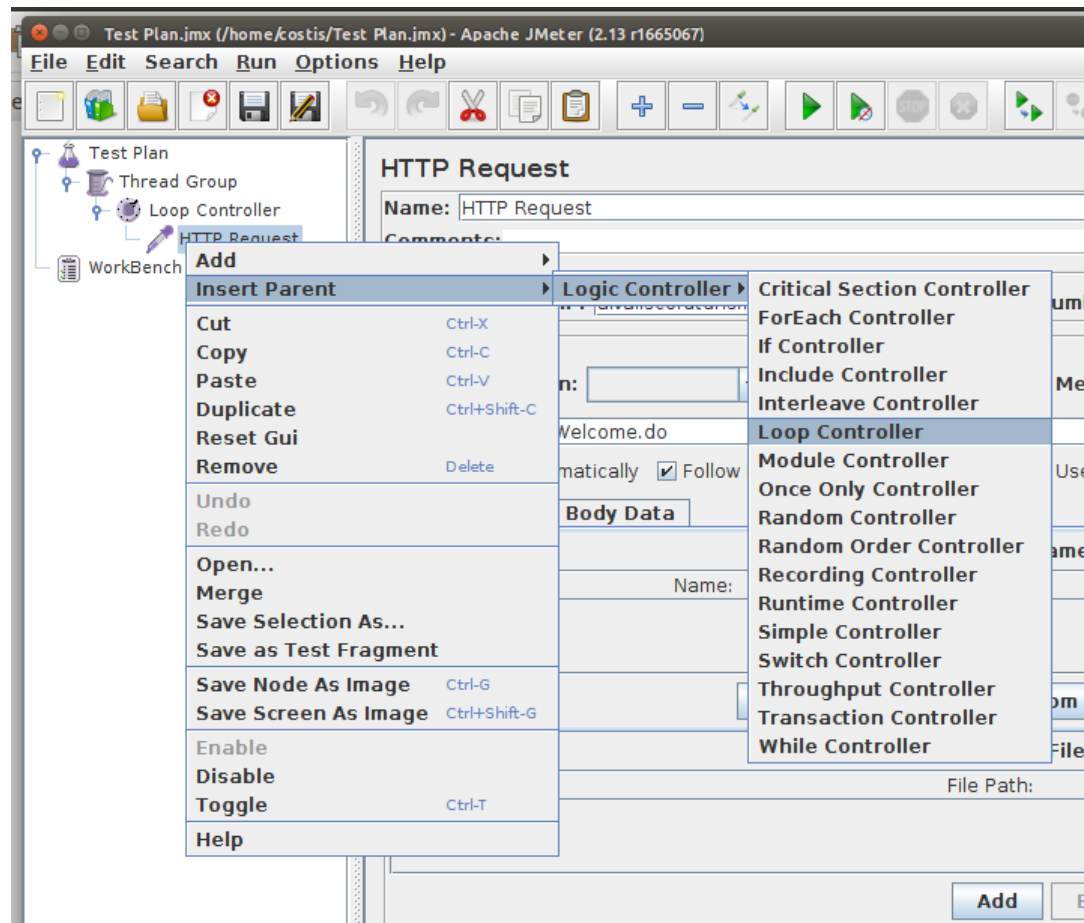 Test Plan.jmx (/home/costis/Test Plan.jmx) - Apache JMeter (2.13 r1665067)
File Edit Search Run Options Help
STOP
Test Plan
Thread Group
Loop Controller
HTTP Request
WorkBench
HTTP Request
Name: HTTP Request
Comments:
Add
Insert Parent
Cut Ctrl-X
Copy Ctrl-C
Paste Ctrl-V
Duplicate Ctrl+Shift-C
Reset Gui
Remove Delete
Undo
Redo
Open...
Merge
Save Selection As...
Save as Test Fragment
Save Node As Image Ctrl-G
Save Screen As Image Ctrl+Shift-G
Enable
Disable
Toggle Ctrl-T
Help
Logic Controller
Critical Section Controller
ForEach Controller
If Controller
Include Controller
Interleave Controller
Loop Controller
Module Controller
Once Only Controller
Random Controller
Random Order Controller
Recording Controller
Runtime Controller
Simple Controller
Switch Controller
Throughput Controller
Transaction Controller
While Controller
n:
Me
Welcome.do
matically Follow
Use
Body Data
ame
Name:
om
File
File Path:
Add